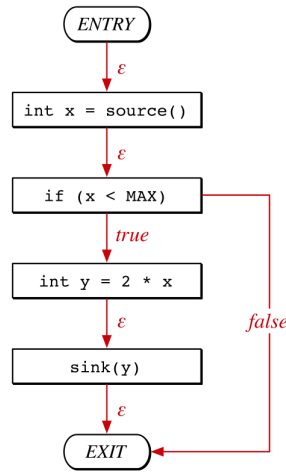 ENTRY
ε
int x = source()
ε
if (x < MAX)
true
int y = 2 * x
false
ε
sink(y)
ε
EXIT